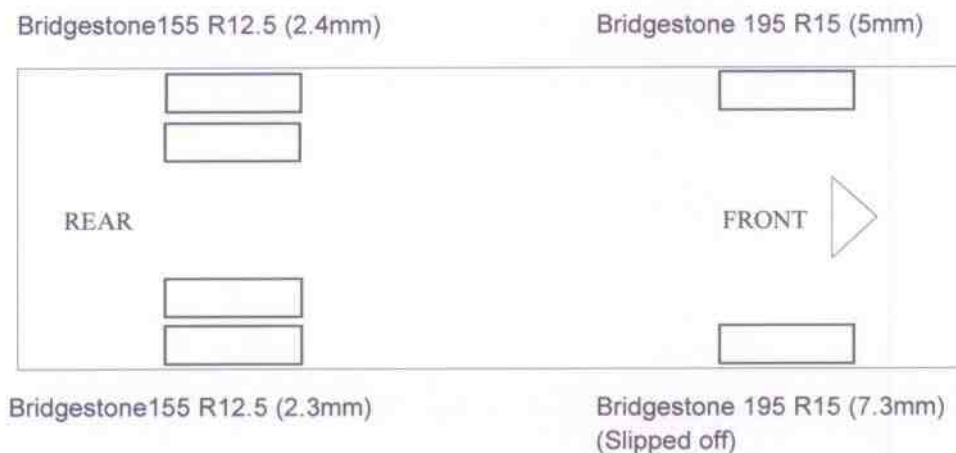 Bridgestone155 R12.5 (2.4mm)
Bridgestone 195 R15 (5mm)
REAR
FRONT
Bridgestone155 R12.5 (2.3mm)
Bridgestone 195 R15 (7.3mm)
(Slipped off)